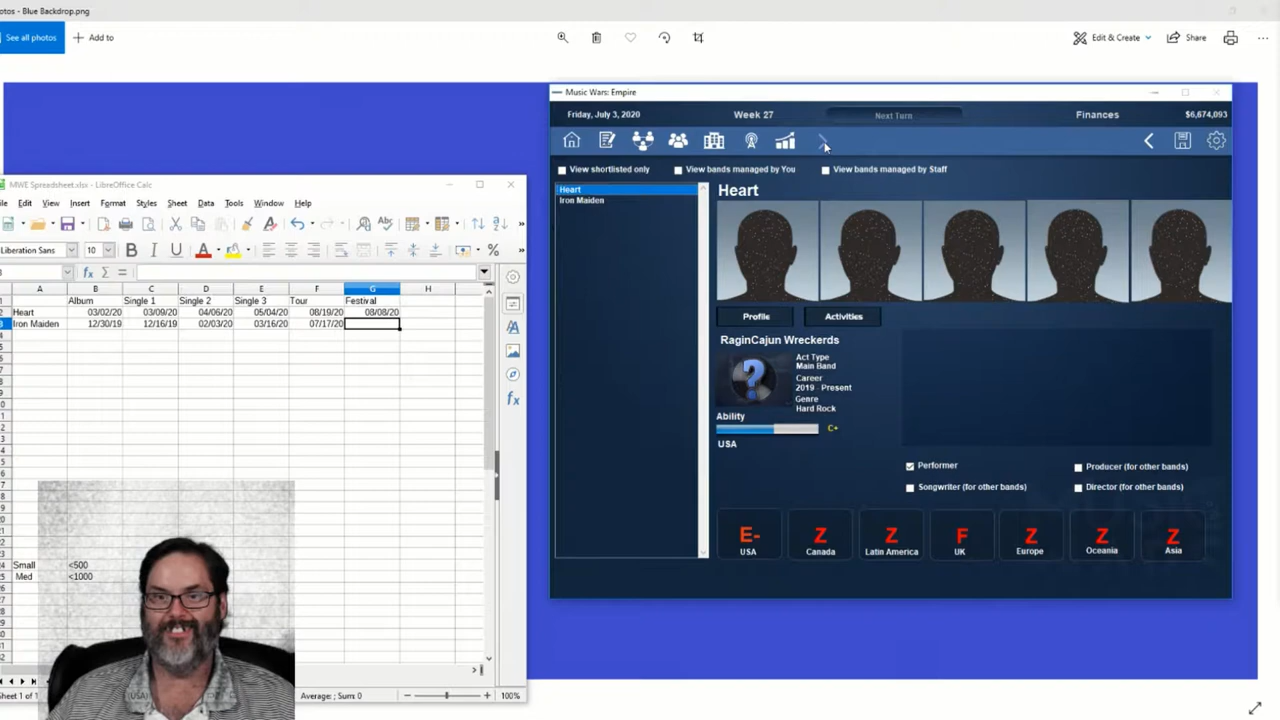 otos - Blue Backdrop.png
See all photos
Add to
Edit & Create
Share
Music Wars: Empire
Friday, July 3, 2020
Week 27
Next Turn
Finances
$6,674,093
View shortlisted only
View bands managed by You
View bands managed by Staff
Heart
Iron Maiden
Heart
Profile
Activities
RaginCajun Wreckerds
Act Type
Main Band
Career
2019 - Present
Genre
Hard Rock
Ability
C+
USA
Performer
Producer (for other bands)
Songwriter (for other bands)
Director (for other bands)
E-
USA
Z
Canada
Z
Latin America
F
UK
Z
Europe
Z
Oceania
Z
Asia
MWE Spreadsheet.xlsx - LibreOffice Calc
ile Edit View Insert Format Styles Sheet Data Tools Window Help
Liberation Sans 10
A B C D E F G H
Album Single 1 Single 2 Single 3 Tour Festival
Heart 03/02/20 03/09/20 04/06/20 05/04/20 08/19/20 08/08/20
Iron Maiden 12/30/19 12/16/19 02/03/20 03/16/20 07/17/20
Small <500
Med <1000
Sheet 1 of 1
(USA)
Average: ; Sum: 0
100%